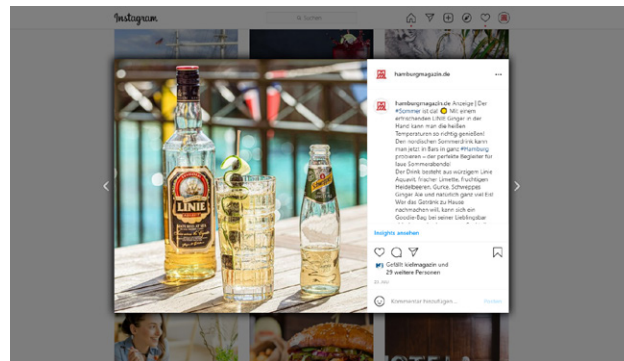 Instagram
Suchen
hamburgmagazin.de
hamburgmagazin.de Anzeige | Der
#Sommer ist da! 🌞 Mit einem
erfrischenden Linie Ginger in der
Hand kann man die heißen
Temperaturen so richtig genießen!
Den nordischen Sommerdrink kann
man jetzt in Bars in ganz #Hamburg
probieren – der perfekte Begleiter für
laue Sommerabende!
Der Drink besteht aus würzigem Linie
Aquavit, frischer Limette, fruchtigen
Heidelbeeren, Gurke, Schweppes
Ginger Ale und natürlich ganz viel Eis!
Wer das Getränk zu Hause
nachmachen will, kann sich ein
Goodie-Bag bei seiner Lieblingsbar
LINIE
Insights ansehen
Gefällt kielmagazin und
29 weitere Personen
Kommentar hinzufügen...
Posten
HOTEL